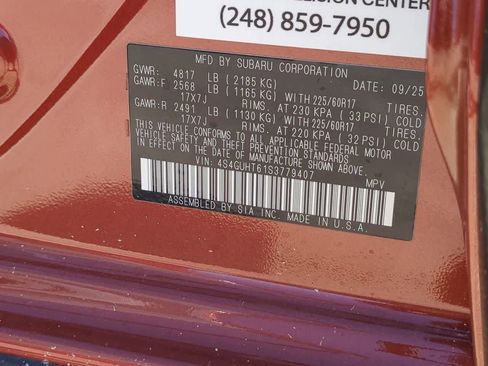 LISION CENTER
(248) 859-7950
MFD BY SUBARU CORPORATION DATE: 09/25
GVWR: 4817 LB (2185 KG)
GAWR:F 2568 LB (1165 KG) WITH 225/60R17 TIRES,
17X7J RIMS, AT 230 KPA (33 PSI) COLD
GAWR:R 2491 LB (1130 KG) WITH 225/60R17 TIRES,
17X7J RIMS, AT 220 KPA (32 PSI) COLD
THIS VEHICLE CONFORMS TO ALL APPLICABLE FEDERAL MOTOR
VEHICLE SAFETY AND THEFT PREVENTION STANDARDS
IN EFFECT ON THE DATE OF MANUFACTURE SHOWN ABOVE.
VIN: 4S4GUHT61S3779407 MPV
ASSEMBLED BY SIA INC. MADE IN U.S.A.